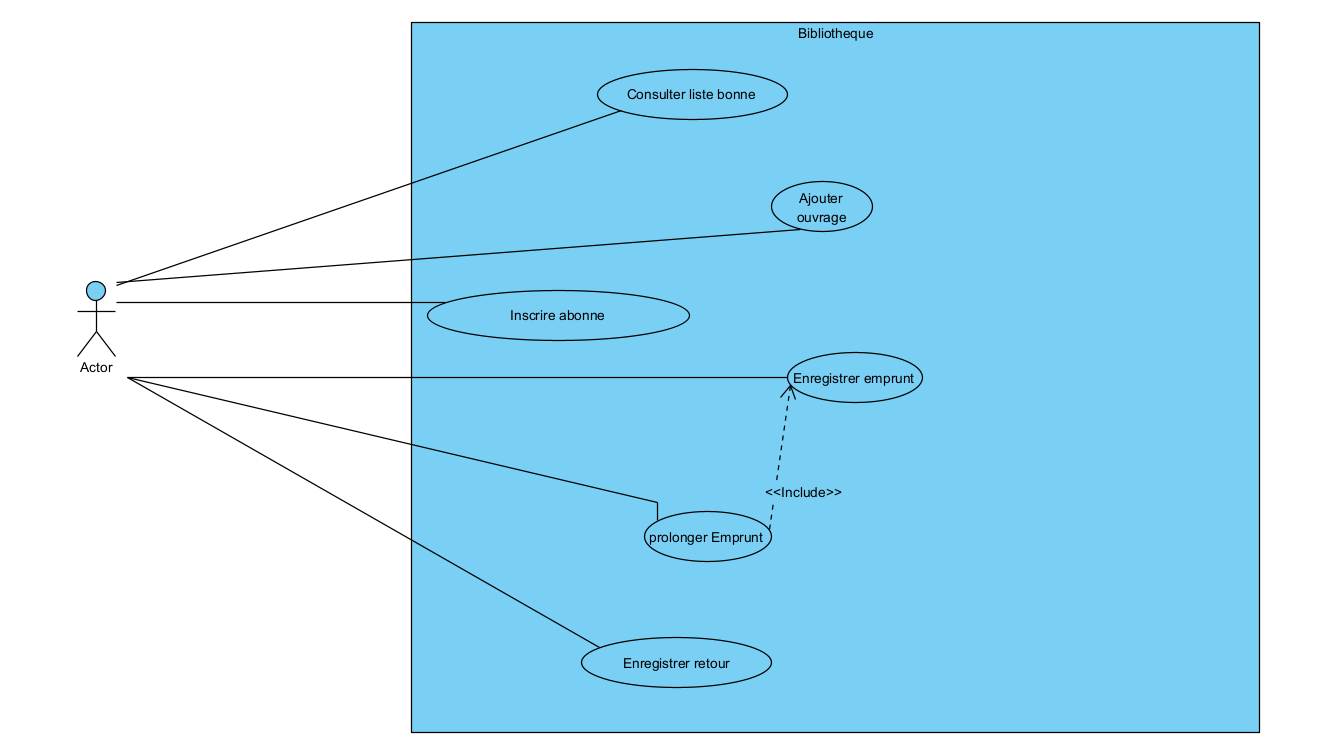 Bibliotheque
Consulter liste bonne
Ajouter
ouvrage
Inscrire abonne
Actor
Enregistrer emprunt
<<Include>>
prolonger Emprunt
Enregistrer retour